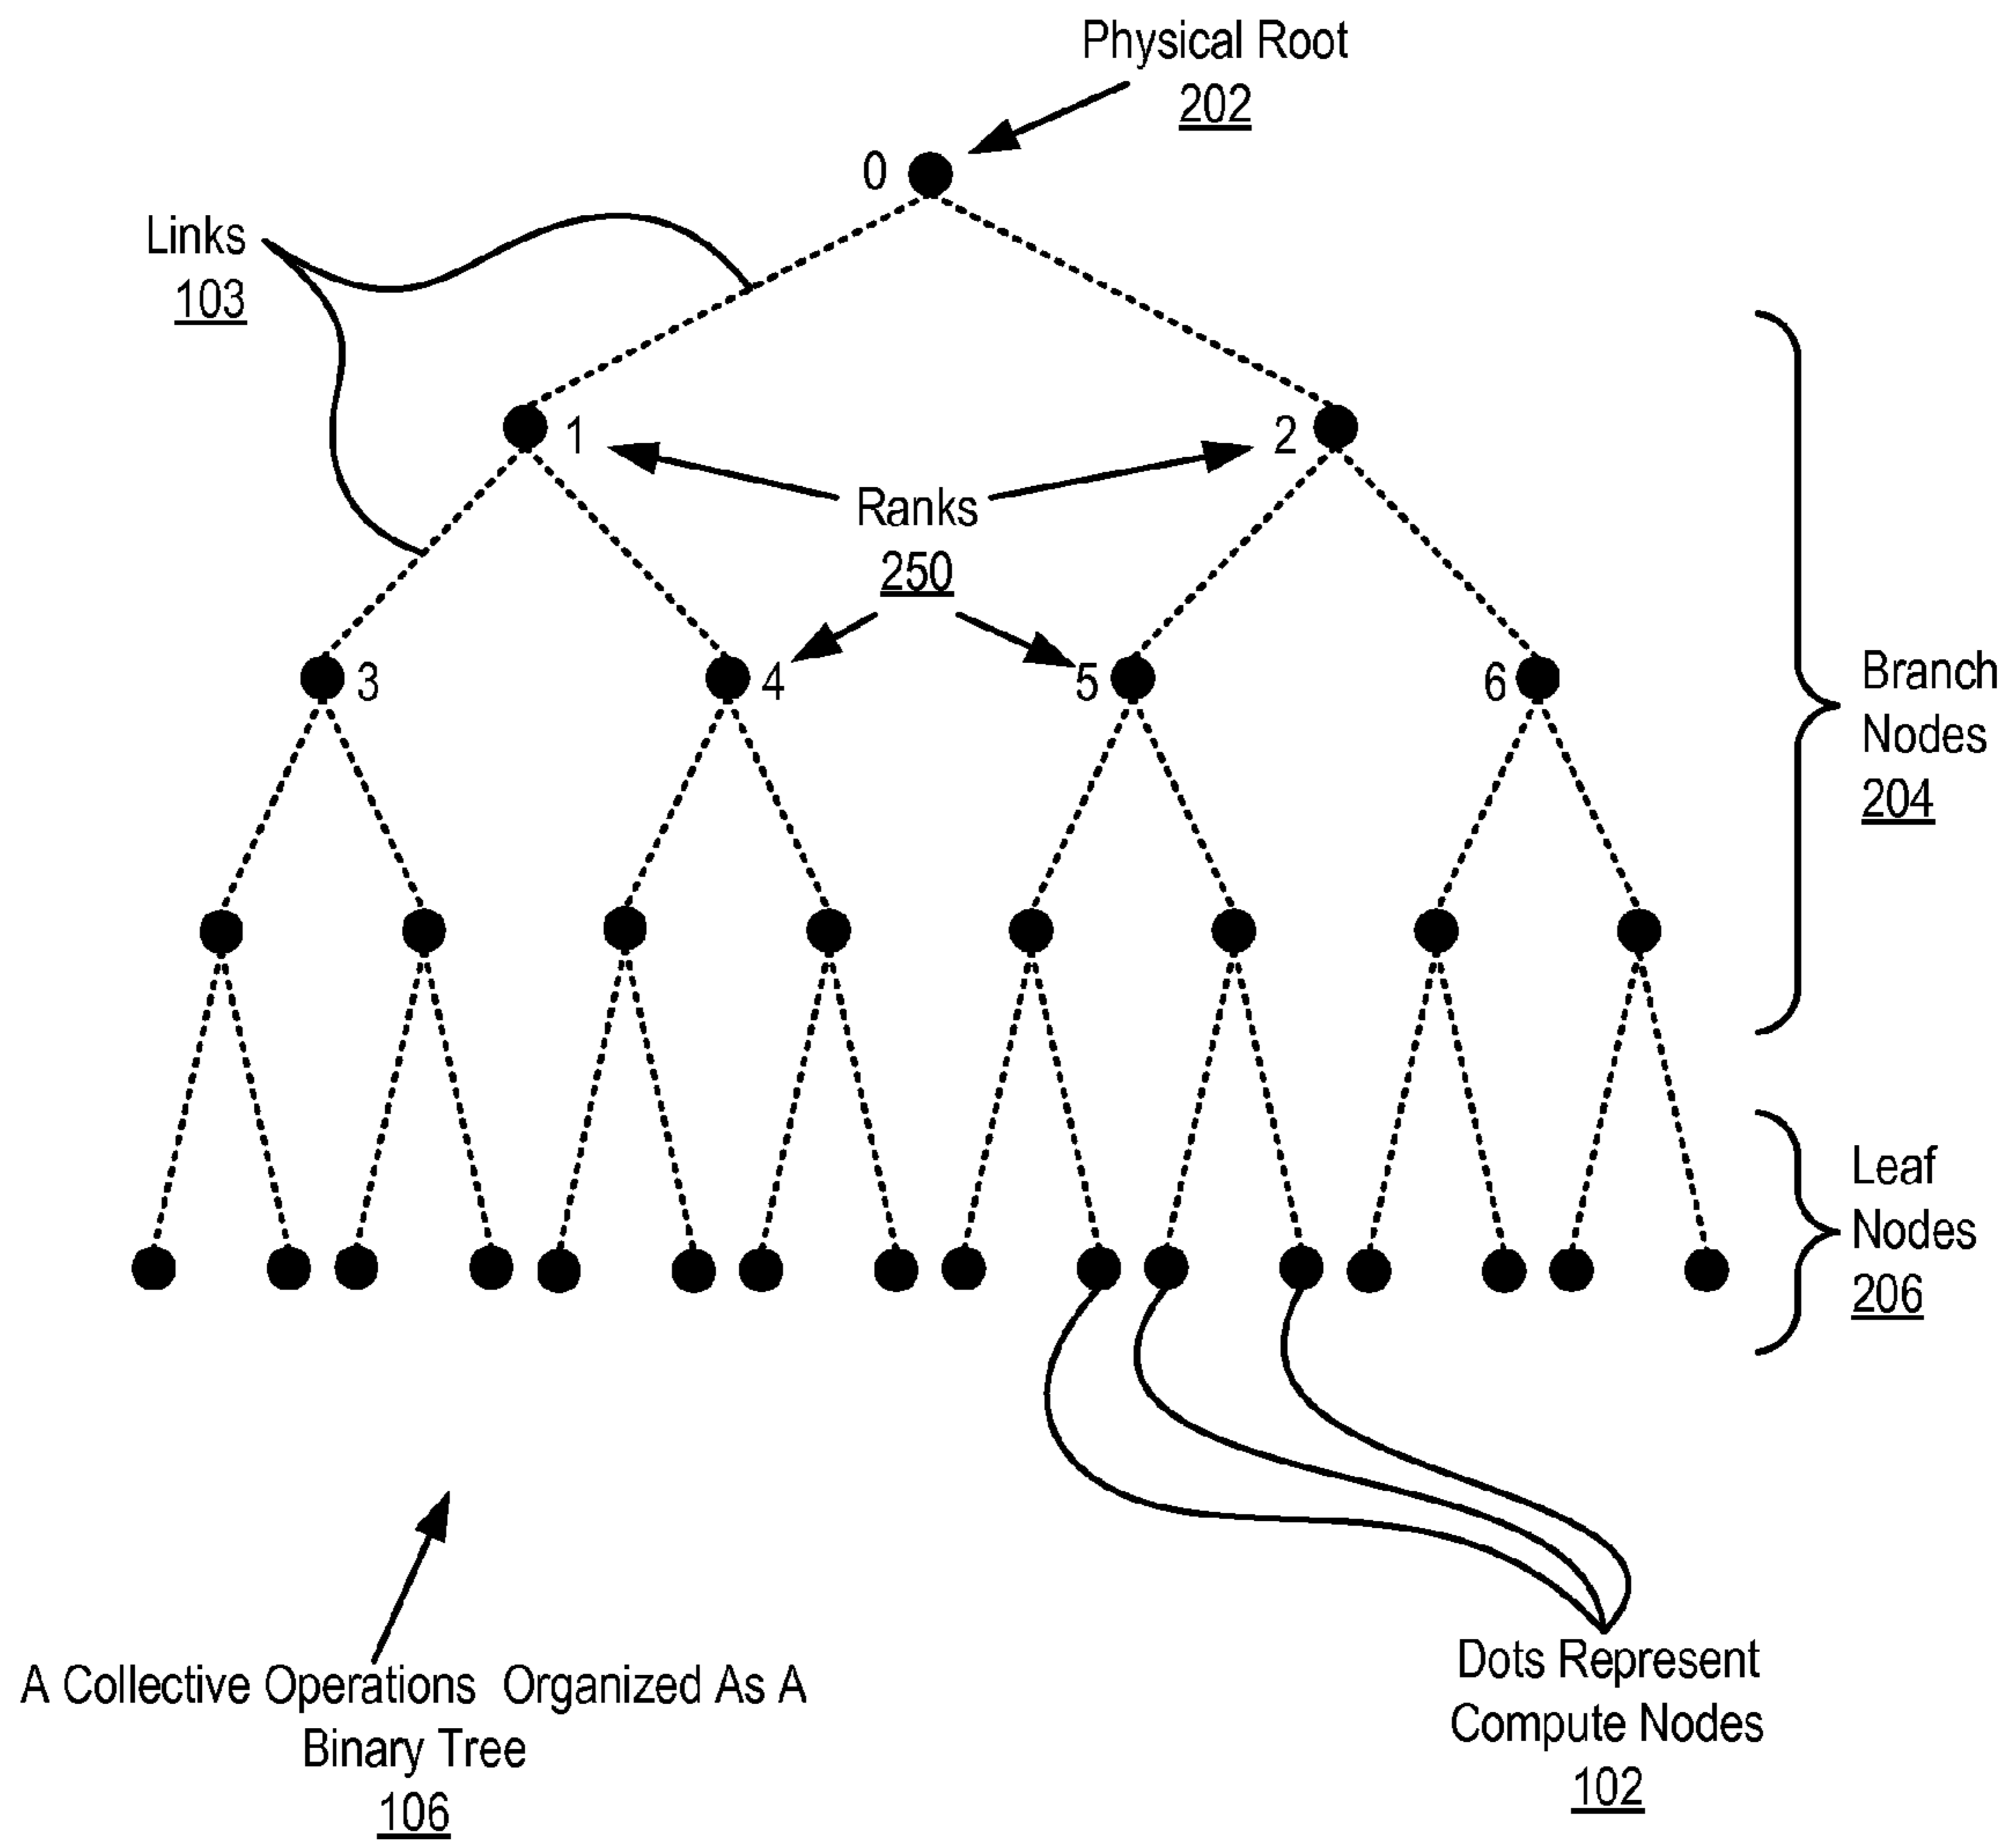 Physical Root
202
0
Links
103
1
2
Ranks
250
3
4
5
6
Branch
Nodes
204
Leaf
Nodes
206
A Collective Operations Organized As A
Binary Tree
106
Dots Represent
Compute Nodes
102